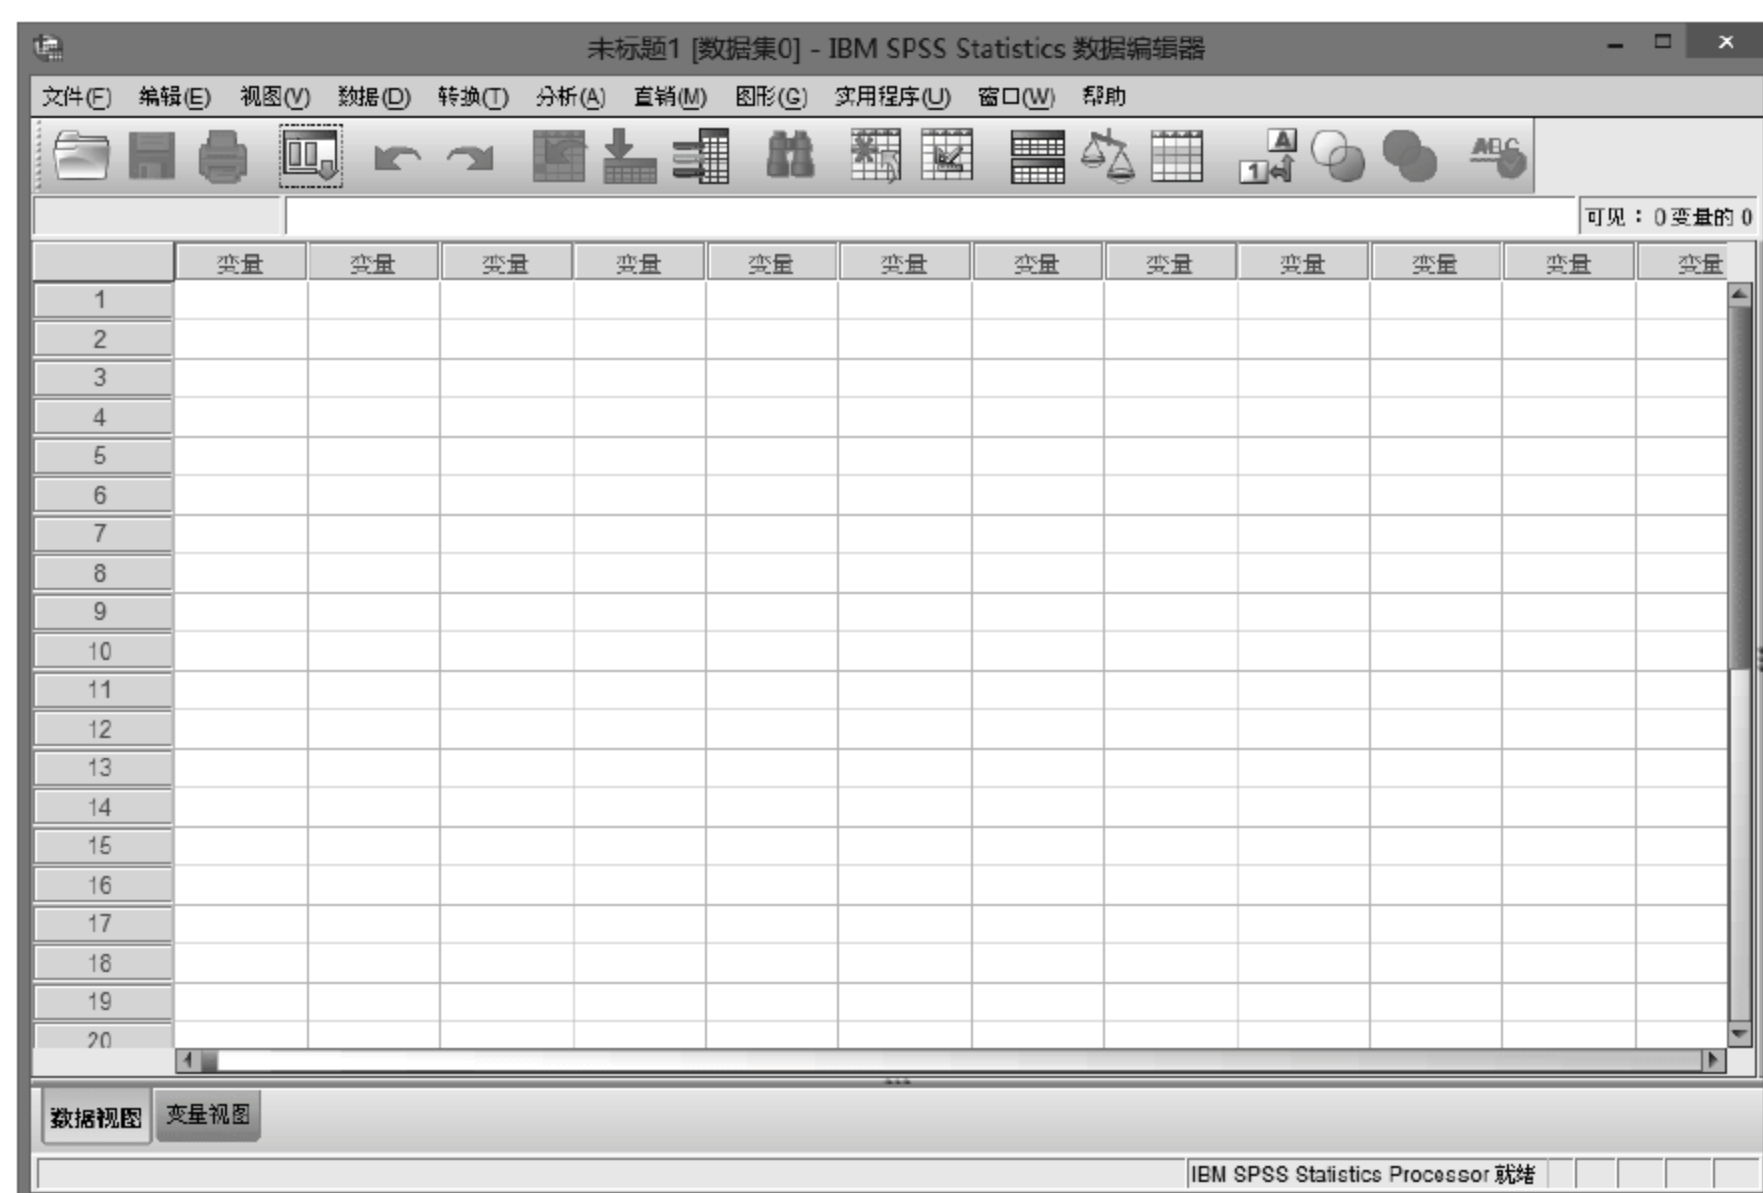 未标题1 [数据集0] - IBM SPSS Statistics 数据编辑器
文件(F) 编辑(E) 视图(V) 数据(D) 转换(T) 分析(A) 直销(M) 图形(G) 实用程序(U) 窗口(W) 帮助
A
1
ABC
可见：0变量的 0
变量 变量 变量 变量 变量 变量 变量 变量 变量 变量 变量 变量
1
2
3
4
5
6
7
8
9
10
11
12
13
14
15
16
17
18
19
20
数据视图 变量视图
IBM SPSS Statistics Processor 就绪